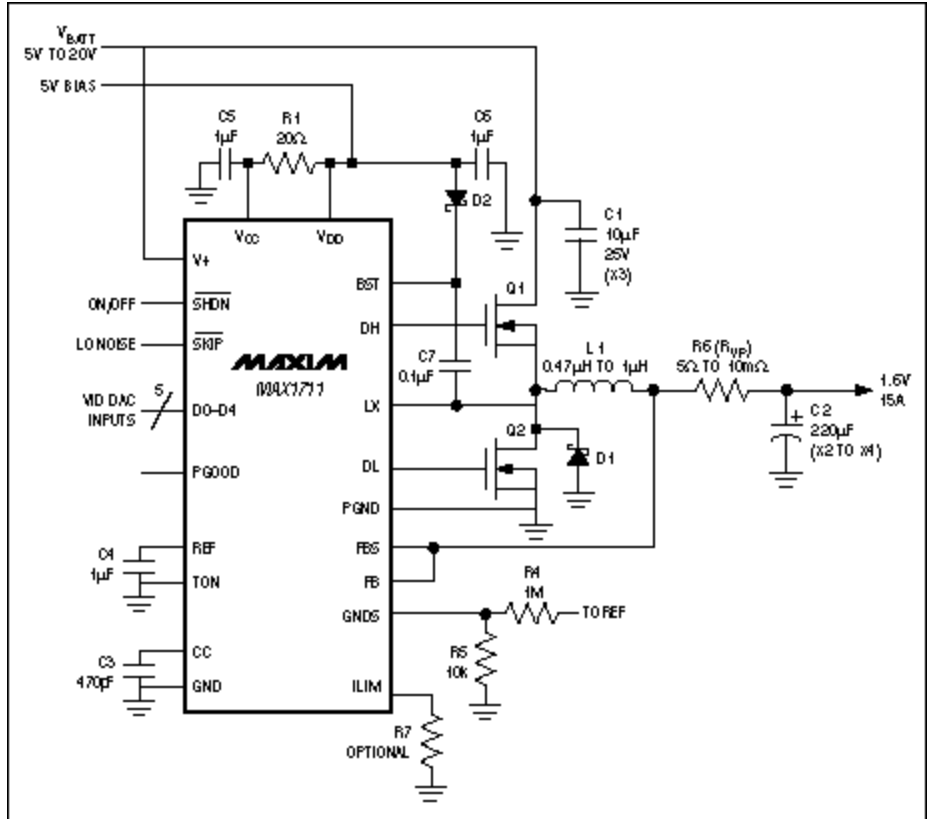 VBATT
5V TO 20V
5V BIAS
C5
1µF
R1
20Ω
C6
1µF
D2
VCC
VDD
C1
10µF
25V
(X3)
V+
BST
Q1
ON/OFF
SHDN
DH
L1
0.47µH TO 1µH
R6 (RVP)
5Ω TO 10mΩ
LO NOISE
SKIP
MAXIM
MAX1711
C7
0.1µF
1.6V
15A
VID DAC
INPUTS
5
D0–D4
LX
C2
220µF
(X2 TO X4)
+
Q2
D1
PGOOD
DL
PGND
C4
1µF
REF
FBS
TON
FB
R4
1M
TO REF
GNDS
C3
470pF
CC
R5
10k
GND
ILIM
R7
OPTIONAL